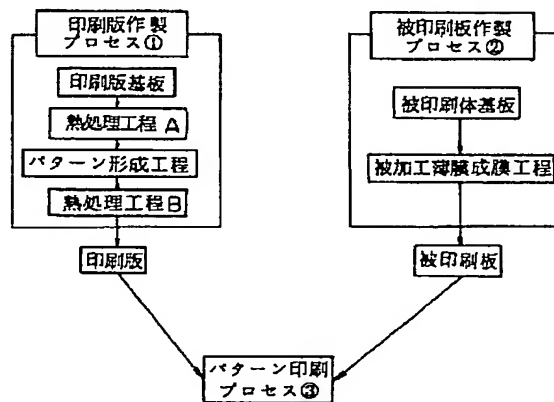 印刷版作製
プロセス①
印刷版基板
熱処理工程A
パターン形成工程
熱処理工程B
印刷版
被印刷板作製
プロセス②
被印刷体基板
被加工薄膜成膜工程
被印刷板
パターン印刷
プロセス③